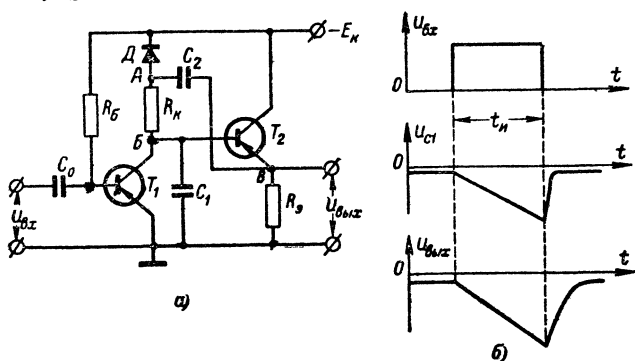 -Eк
Д
C₂
A
Rб
Rк
T₂
Б
C₀
T₁
C₁
В
Rэ
uвх
uвых
а)
uвх
0
t
tи
uc1
0
t
uвых
0
t
б)